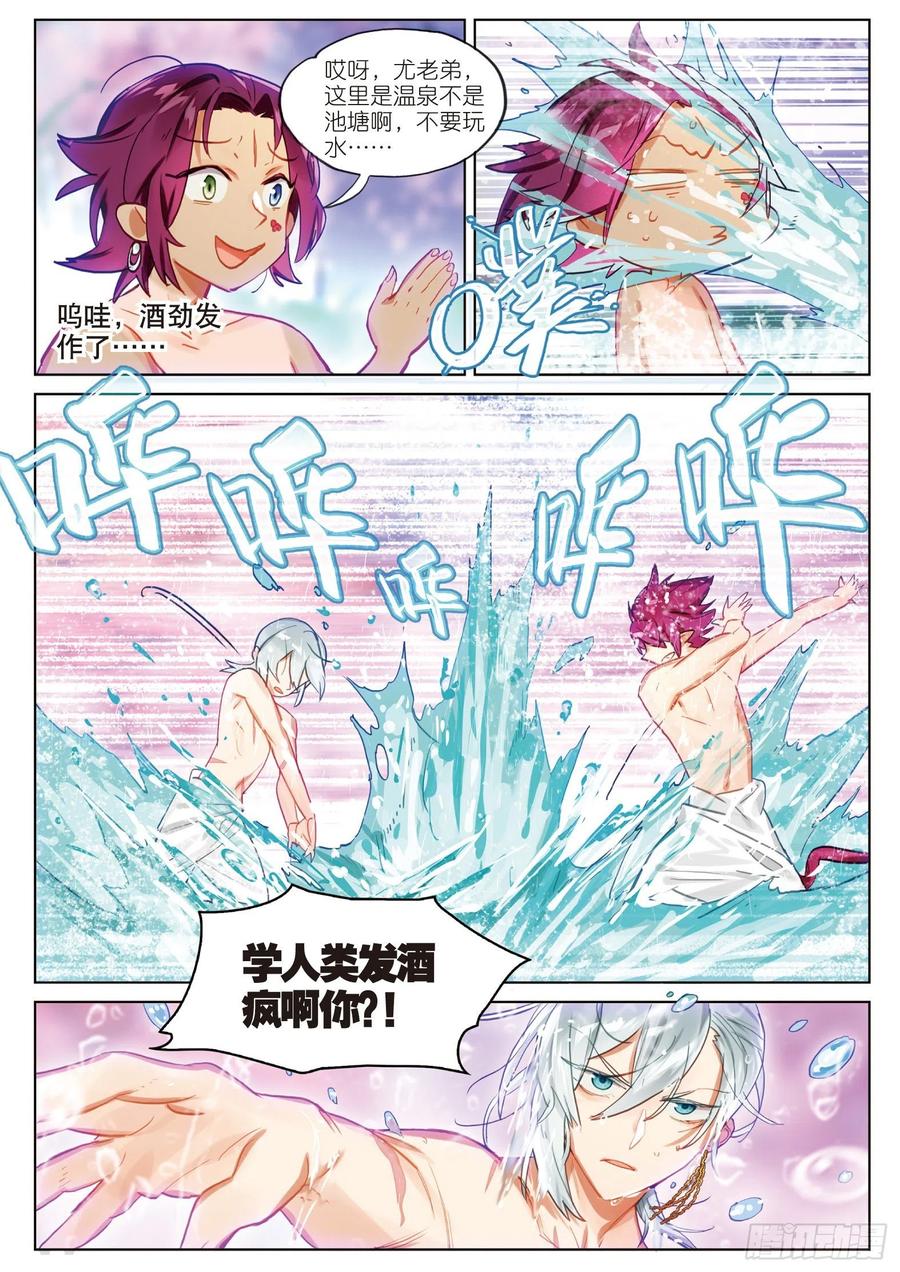 哎呀，尤老弟，
这里是温泉不是
池塘啊，不要玩
水……
呜哇，酒劲发
作了……
噗
哗
哗
哗
哗
哗
学人类发酒
疯啊你?!
腾讯动漫